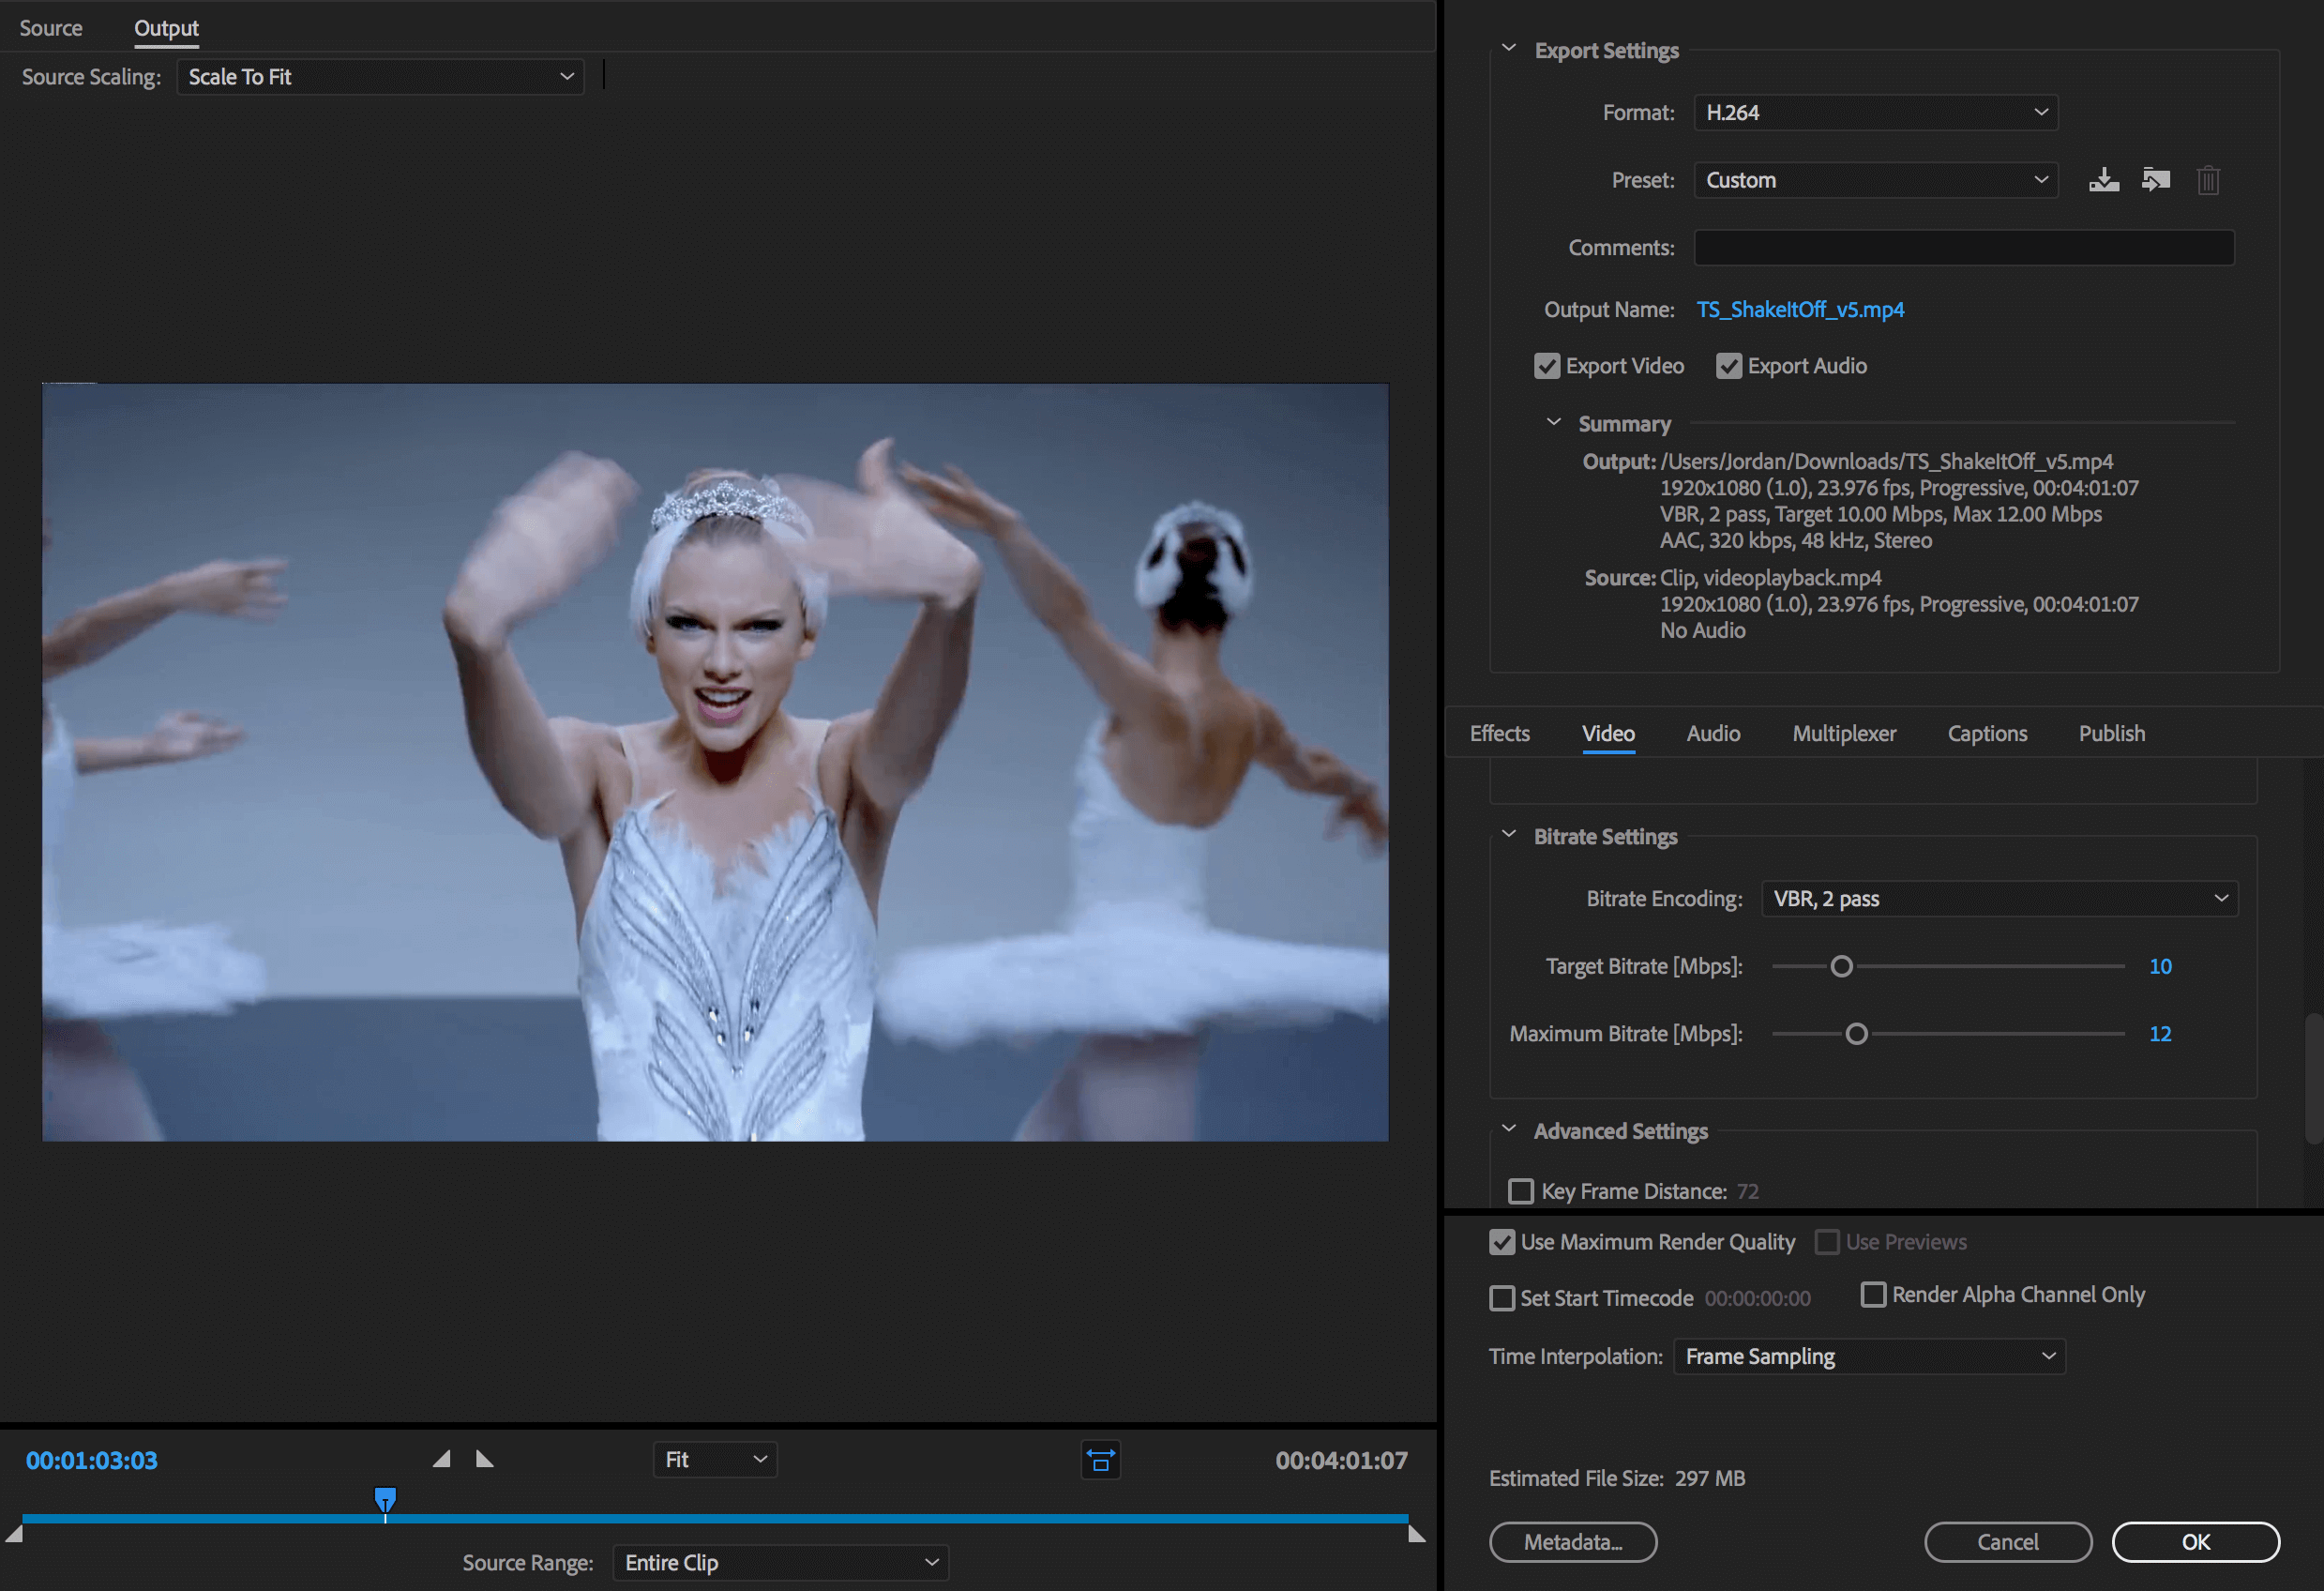 Source Output
Source Scaling: Scale To Fit
00:01:03:03 Fit 00:04:01:07
Source Range: Entire Clip
Export Settings
Format: H.264
Preset: Custom
Comments:
Output Name: TS_ShakeItOff_v5.mp4
Export Video Export Audio
Summary
Output: /Users/Jordan/Downloads/TS_ShakeItOff_v5.mp4
1920x1080 (1.0), 23.976 fps, Progressive, 00:04:01:07
VBR, 2 pass, Target 10.00 Mbps, Max 12.00 Mbps
AAC, 320 kbps, 48 kHz, Stereo
Source: Clip, videoplayback.mp4
1920x1080 (1.0), 23.976 fps, Progressive, 00:04:01:07
No Audio
Effects Video Audio Multiplexer Captions Publish
Bitrate Settings
Bitrate Encoding: VBR, 2 pass
Target Bitrate [Mbps]: 10
Maximum Bitrate [Mbps]: 12
Advanced Settings
Key Frame Distance: 72
Use Maximum Render Quality Use Previews
Set Start Timecode 00:00:00:00 Render Alpha Channel Only
Time Interpolation: Frame Sampling
Estimated File Size: 297 MB
Metadata... Cancel OK